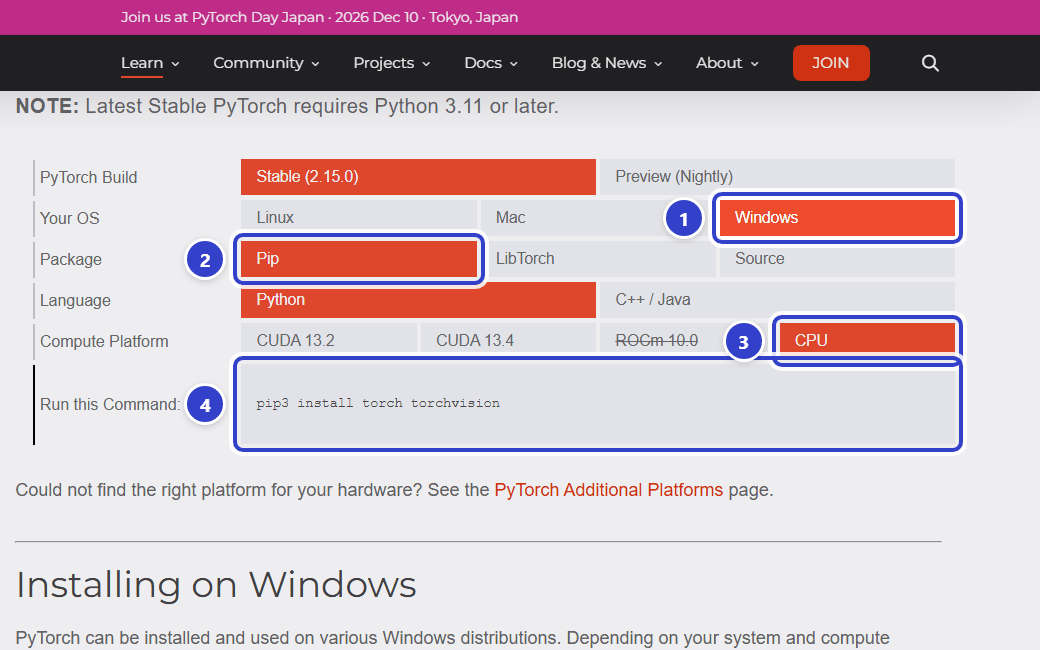 Join us at PyTorch Day Japan · 2026 Dec 10 · Tokyo, Japan
Learn Community Projects Docs Blog & News About JOIN
NOTE: Latest Stable PyTorch requires Python 3.11 or later.
PyTorch Build Stable (2.15.0) Preview (Nightly)
Your OS Linux Mac 1 Windows
Package 2 Pip LibTorch Source
Language Python C++ / Java
Compute Platform CUDA 13.2 CUDA 13.4 ROCm 10.0 3 CPU
Run this Command: 4 pip3 install torch torchvision
Could not find the right platform for your hardware? See the PyTorch Additional Platforms page.
Installing on Windows
PyTorch can be installed and used on various Windows distributions. Depending on your system and compute